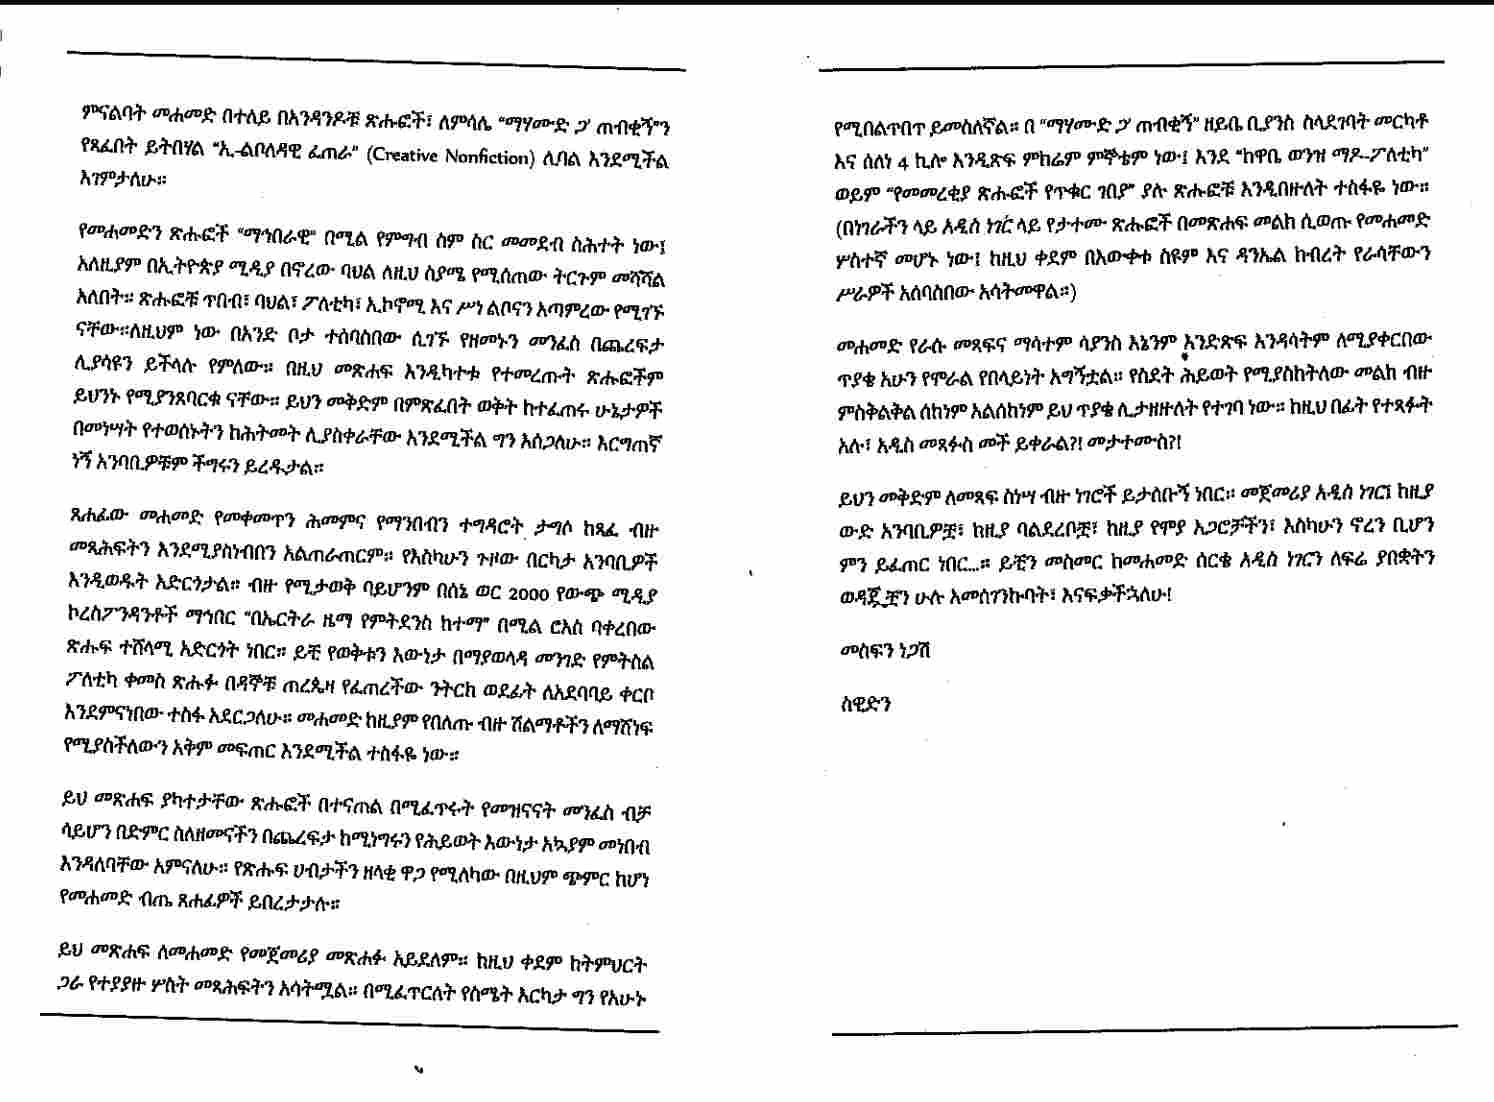 ምናልባት መሐመድ በተለይ በአንዳንዶቹ ጽሑፎች፣ ለምሳሌ “ማሃሙድ ጋ’ ጠብቂኝ”ን
የጻፈበት ይትበሃል “ኢ-ልቦለዳዊ ፈጠራ” (Creative Nonfiction) ሊባል እንደሚችል
እገምታለሁ።
የመሐመድን ጽሑፎች “ማኅበራዊ” በሚል የምግብ ስም ስር መመደብ ስሕተት ነው፤
አለዚያም በኢትዮጵያ ሚዲያ በኖረው ባህል ለዚህ ስያሜ የሚሰጠው ትርጉም መሻሻል
አለበት። ጽሑፎቹ ጥበብ፣ ባህል፣ ፖለቲካ፣ ኢኮኖሚ እና ሥነ ልቦናን አጣምረው የሚገኙ
ናቸው።ለዚህም ነው በአንድ ቦታ ተሰባስበው ሲገኙ የዘመኑን መንፈስ በጨረፍታ
ሊያሳዩን ይችላሉ የምለው። በዚህ መጽሐፍ እንዲካተቱ የተመረጡት ጽሑፎችም
ይህንኑ የሚያንጸባርቁ ናቸው። ይህን መቅድም በምጽፈበት ወቅት ከተፈጠሩ ሁኔታዎች
በመነሣት የተወሰኑትን ከሕትመት ሊያስቀራቸው እንደሚችል ግን እሰጋለሁ። እርግጠኛ
ነኝ አንባቢዎቹም ችግሩን ይረዱታል።
ጸሐፊው መሐመድ የመቀመጥን ሕመምና የማንበብን ተግዳሮት ታግሶ ከጻፈ ብዙ
መጻሕፍትን እንደሚያስነብበን አልጠራጠርም። የእስካሁን ጉዞው በርካታ አንባቢዎች
እንዲወዱት አድርጎታል። ብዙ የሚታወቅ ባይሆንም በሰኔ ወር 2000 የውጭ ሚዲያ
ኮረስፖንዳንቶች ማኅበር “በኤርትራ ዜማ የምትደንስ ከተማ” በሚል ርእስ ባቀረበው
ጽሑፍ ተሸላሚ አድርጎት ነበር። ይቺ የወቅቱን እውነታ በማያወላዳ መንገድ የምትስል
ፖለቲካ ቀመስ ጽሑፉ በዳኞቹ ጠረጴዛ የፈጠረችው ንትርክ ወደፊት ለአደባባይ ቀርቦ
እንደምናነበው ተስፋ አደርጋለሁ። መሐመድ ከዚያም የበለጡ ብዙ ሽልማቶችን ለማሸነፍ
የሚያስችለውን አቅም መፍጠር እንደሚችል ተስፋዬ ነው።
ይህ መጽሐፍ ያካተታቸው ጽሑፎች በተናጠል በሚፈጥሩት የመዝናናት መንፈስ ብቻ
ሳይሆን በድምር ስለዘመናችን በጨረፍታ ከሚነግሩን የሕይወት እውነታ አኳያም መነበብ
እንዳለባቸው አምናለሁ። የጽሑፍ ሀብታችን ዘላቂ ዋጋ የሚለካው በዚህም ጭምር ከሆነ
የመሐመድ ብጤ ጸሐፊዎች ይበረታታሉ።
ይህ መጽሐፍ ለመሐመድ የመጀመሪያ መጽሐፉ አይደለም። ከዚህ ቀደም ከትምህርት
ጋራ የተያያዙ ሦስት መጻሕፍትን አሳትሟል። በሚፈጥርለት የስሜት እርካታ ግን የአሁኑ
የሚበልጥበት ይመስለኛል። በ “ማሃሙድ ጋ’ ጠብቂኝ” ዘይቤ ቢያንስ ስላደገባት መርካቶ
እና ሰለነ 4 ኪሎ እንዲጽፍ ምክሬም ምኞቴም ነው፤ እንደ “ከዋቤ ወንዝ ማዶ--ፖለቲካ”
ወይም “የመመረቂያ ጽሑፎች የጥቁር ገበያ” ያሉ ጽሑፎቹ እንዲበዙለት ተስፋዬ ነው።
(በነገራችን ላይ አዲስ ነገር ላይ የታተሙ ጽሑፎች በመጽሐፍ መልክ ሲወጡ የመሐመድ
ሦስተኛ መሆኑ ነው፤ ከዚህ ቀደም በእውቀቱ ስዩም እና ዳንኤል ክብረት የራሳቸውን
ሥራዎች አሰባስበው አሳትመዋል።)
መሐመድ የራሱ መጻፍና ማሳተም ሳያንስ እኔንም እንድጽፍ እንዳሳትም ለሚያቀርበው
ጥያቄ አሁን የሞራል የበላይነት አግኝቷል። የስደት ሕይወት የሚያስከትለው መልከ ብዙ
ምስቅልቅል ሰከነም አልሰከነም ይህ ጥያቄ ሊታዘዙለት የተገባ ነው። ከዚህ በፊት የተጻፉት
አሉ፣ አዲስ መጻፉስ መች ይቀራል?! መታተሙስ?!
ይህን መቅድም ለመጻፍ ስነሣ ብዙ ነገሮች ይታሰቡኝ ነበር። መጀመሪያ አዲስ ነገር፤ ከዚያ
ውድ አንባቢዎቿ፣ ከዚያ ባልደረቦቿ፣ ከዚያ የሞያ አጋሮቻችን፣ እስካሁን ኖረን ቢሆን
ምን ይፈጠር ነበር...። ይቺን መስመር ከመሐመድ ሰርቄ አዲስ ነገርን ለፍሬ ያበቋትን
ወዳጆቿን ሁሉ አመሰገንኩባት፣ እናፍቃችኋለሁ!
መስፍን ነጋሽ
ስዊድን